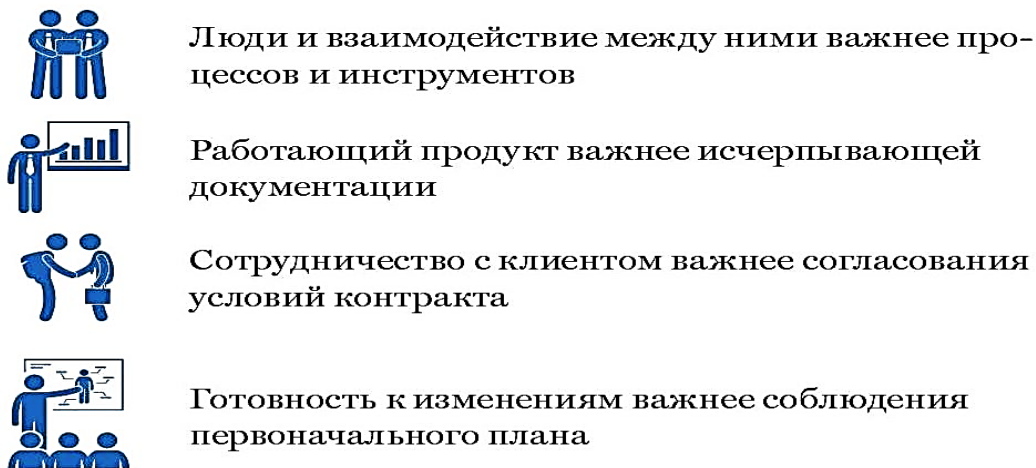 Люди и взаимодействие между ними важнее про-
цессов и инструментов
Работающий продукт важнее исчерпывающей
документации
Сотрудничество с клиентом важнее согласования
условий контракта
Готовность к изменениям важнее соблюдения
первоначального плана